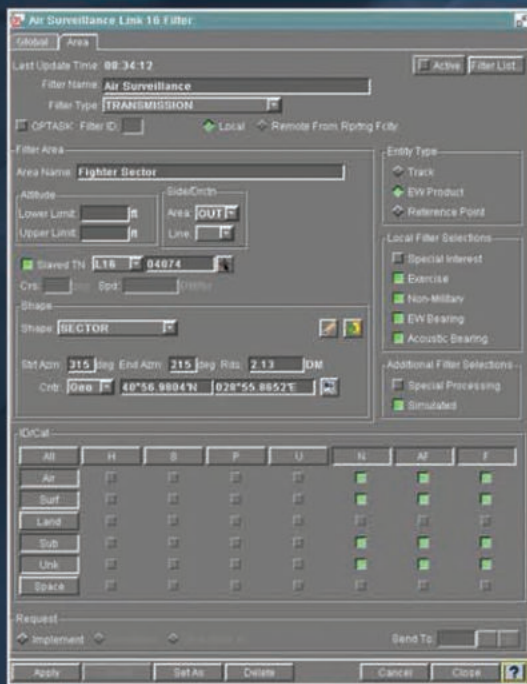 Air Surveillance Link 16 Filter
Global Area
Last Update Time: 08:34:12
Active Filter List...
Filter Name: Air Surveillance
Filter Type: TRANSMISSION
OPTASK Filter ID:
Local Remote From Rprtng Fclty
Filter Area
Area Name: Fighter Sector
Altitude
Lower Limit: ft
Upper Limit: ft
Side/Drctn
Area: OUT
Line:
Slaved TN: L16 04074
Crs: Spd:
Shape
Shape: SECTOR
Strt Azm: 315 deg End Azm: 215 deg Rds: 2.13 DM
Cntr: Geo 40°56.9804'N 028°55.8652'E
Entity Type
Track
EW Product
Reference Point
Local Filter Selections
Special Interest
Exercise
Non-Military
EW Bearing
Acoustic Bearing
Additional Filter Selections
Special Processing
Simulated
ID/Cat
All H S P U N AF F
Air
Surf
Land
Sub
Unk
Space
Request
Implement
Send To:
Apply Set As Delete Cancel Close ?